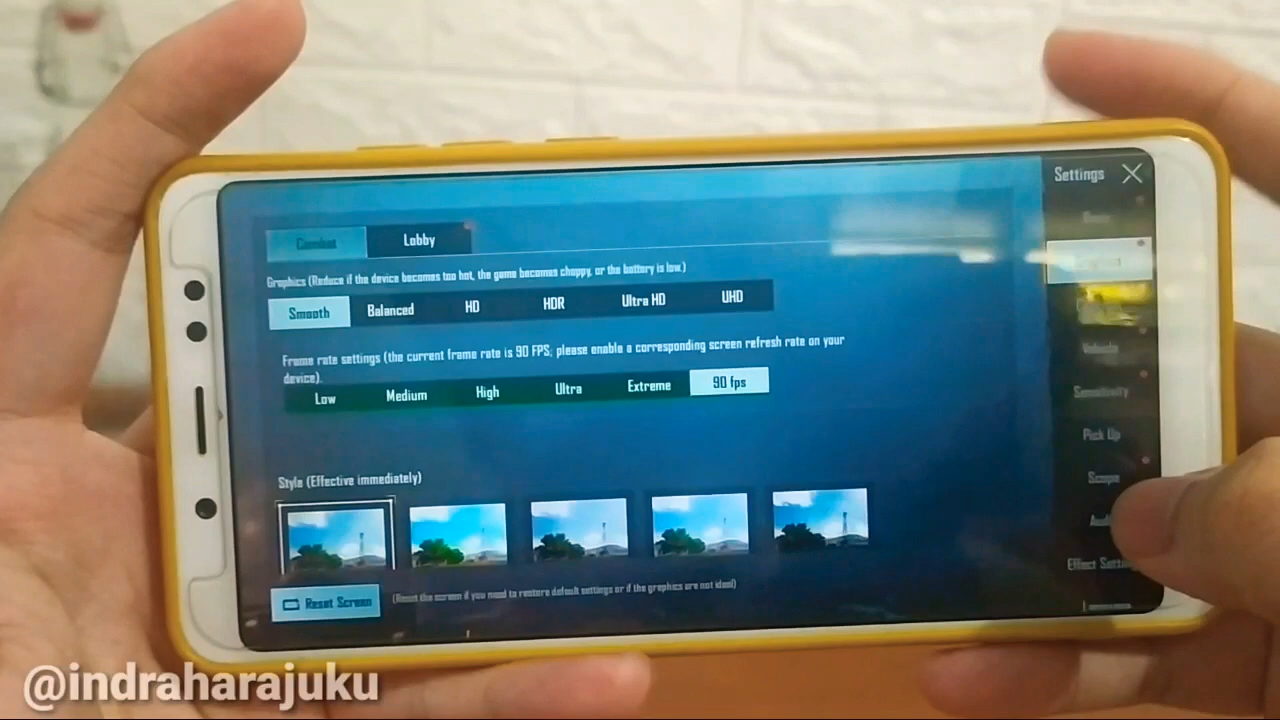 Settings
Combat
Lobby
Graphics (Reduce if the device becomes too hot, the game becomes choppy, or the battery is low.)
Smooth Balanced HD HDR Ultra HD UHD
Frame rate settings (the current frame rate is 90 FPS; please enable a corresponding screen refresh rate on your
device).
Low Medium High Ultra Extreme 90 fps
Style (Effective immediately)
Reset Screen
(Reset the screen if you need to restore default settings or if the graphics are not ideal)
Vehicle
Sensitivity
Pick Up
Scope
Effect
@indraharajuku